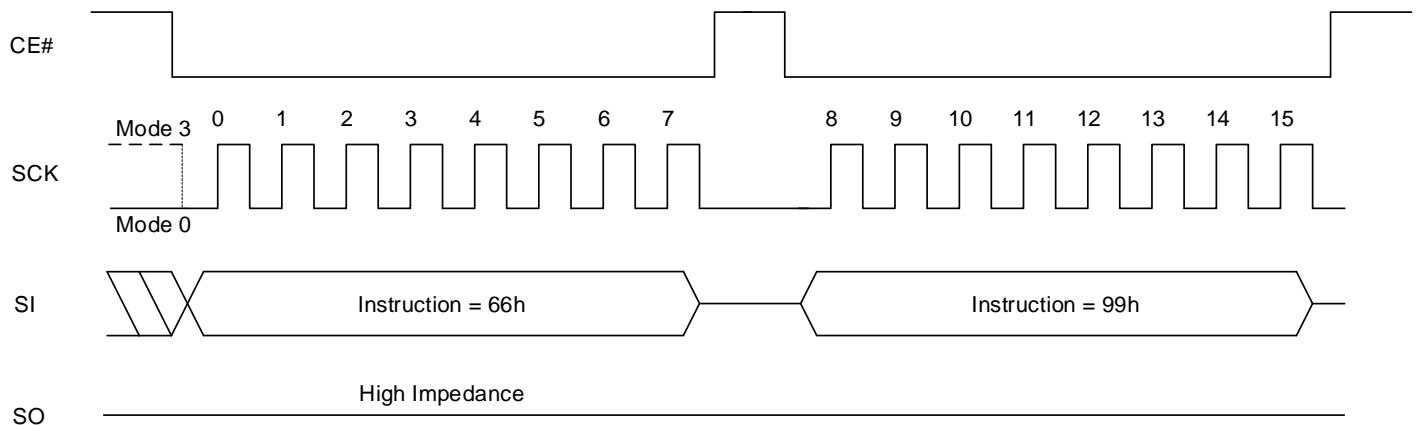 CE#
Mode 3
0 1 2 3 4 5 6 7 8 9 10 11 12 13 14 15
SCK
Mode 0
SI
Instruction = 66h
Instruction = 99h
High Impedance
SO